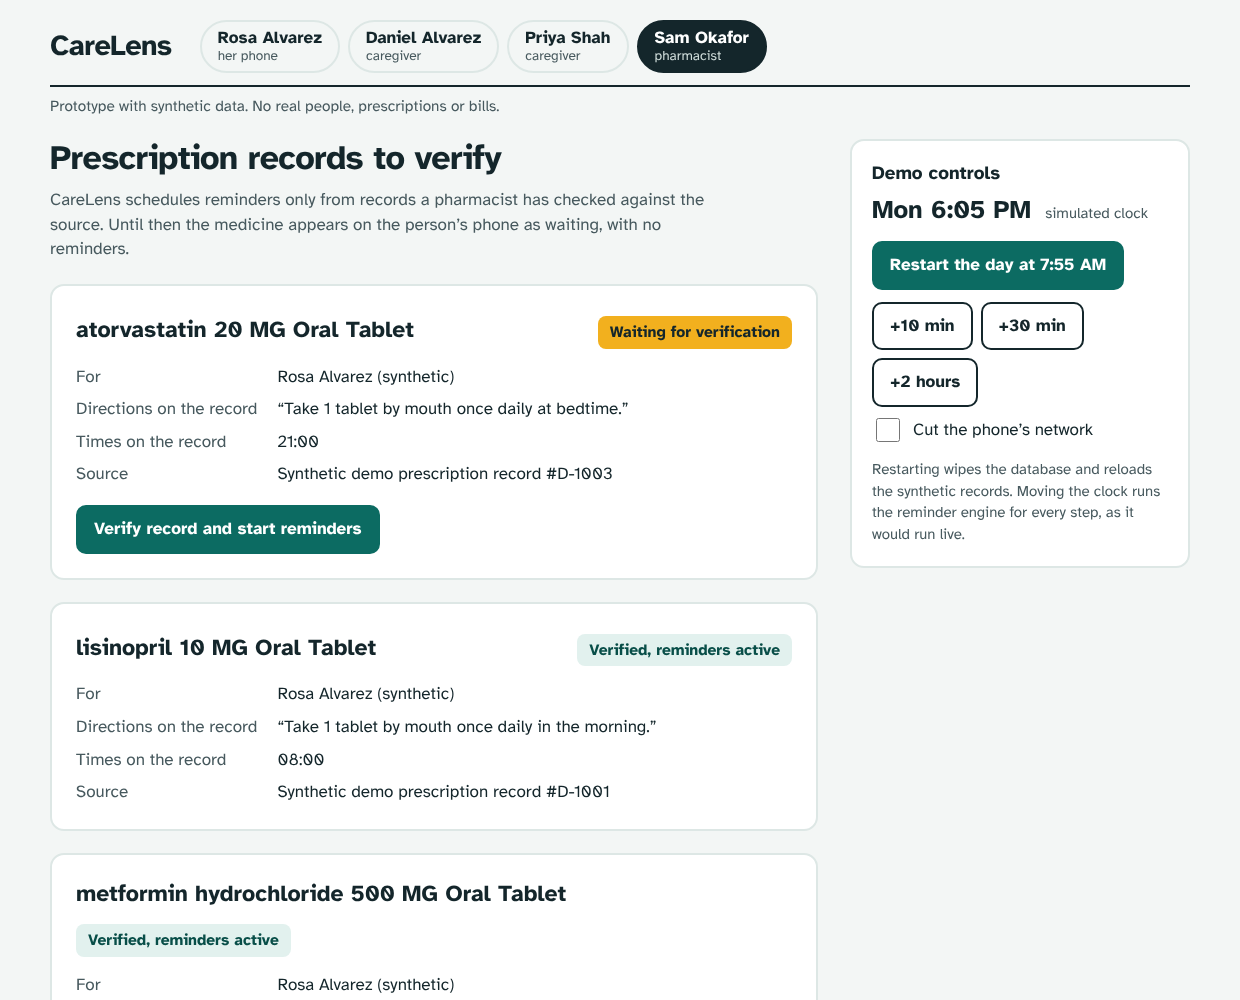 CareLens
Rosa Alvarez
her phone
Daniel Alvarez
caregiver
Priya Shah
caregiver
Sam Okafor
pharmacist
Prototype with synthetic data. No real people, prescriptions or bills.
Prescription records to verify
CareLens schedules reminders only from records a pharmacist has checked against the
source. Until then the medicine appears on the person’s phone as waiting, with no
reminders.
atorvastatin 20 MG Oral Tablet
Waiting for verification
For Rosa Alvarez (synthetic)
Directions on the record “Take 1 tablet by mouth once daily at bedtime.”
Times on the record 21:00
Source Synthetic demo prescription record #D-1003
Verify record and start reminders
lisinopril 10 MG Oral Tablet
Verified, reminders active
For Rosa Alvarez (synthetic)
Directions on the record “Take 1 tablet by mouth once daily in the morning.”
Times on the record 08:00
Source Synthetic demo prescription record #D-1001
metformin hydrochloride 500 MG Oral Tablet
Verified, reminders active
For Rosa Alvarez (synthetic)
Demo controls
Mon 6:05 PM simulated clock
Restart the day at 7:55 AM
+10 min
+30 min
+2 hours
Cut the phone’s network
Restarting wipes the database and reloads
the synthetic records. Moving the clock runs
the reminder engine for every step, as it
would run live.